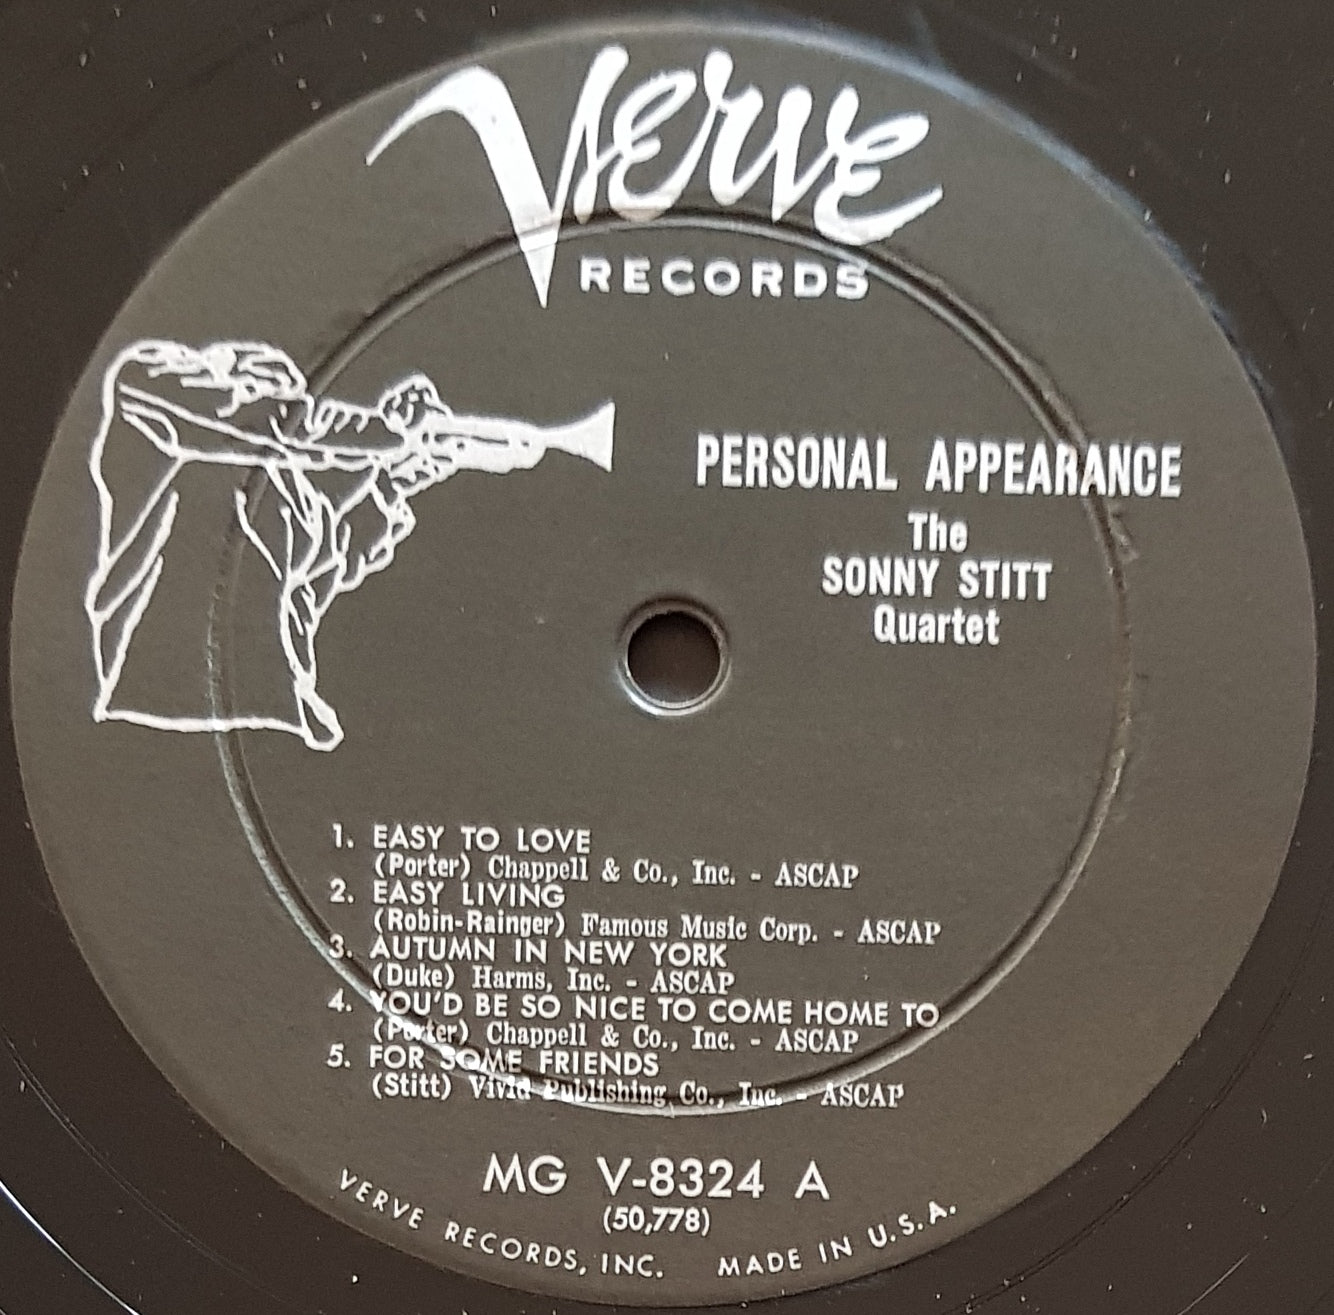 Verve
RECORDS
PERSONAL APPEARANCE
The
SONNY STITT
Quartet
1. EASY TO LOVE
(Porter) Chappell & Co., Inc. - ASCAP
2. EASY LIVING
(Robin-Rainger) Famous Music Corp. - ASCAP
3. AUTUMN IN NEW YORK
(Duke) Harms, Inc. - ASCAP
4. YOU'D BE SO NICE TO COME HOME TO
(Porter) Chappell & Co., Inc. - ASCAP
5. FOR SOME FRIENDS
(Stitt) Vivid Publishing Co., Inc. - ASCAP
MG V-8324 A
(50,778)
VERVE RECORDS, INC. MADE IN U.S.A.